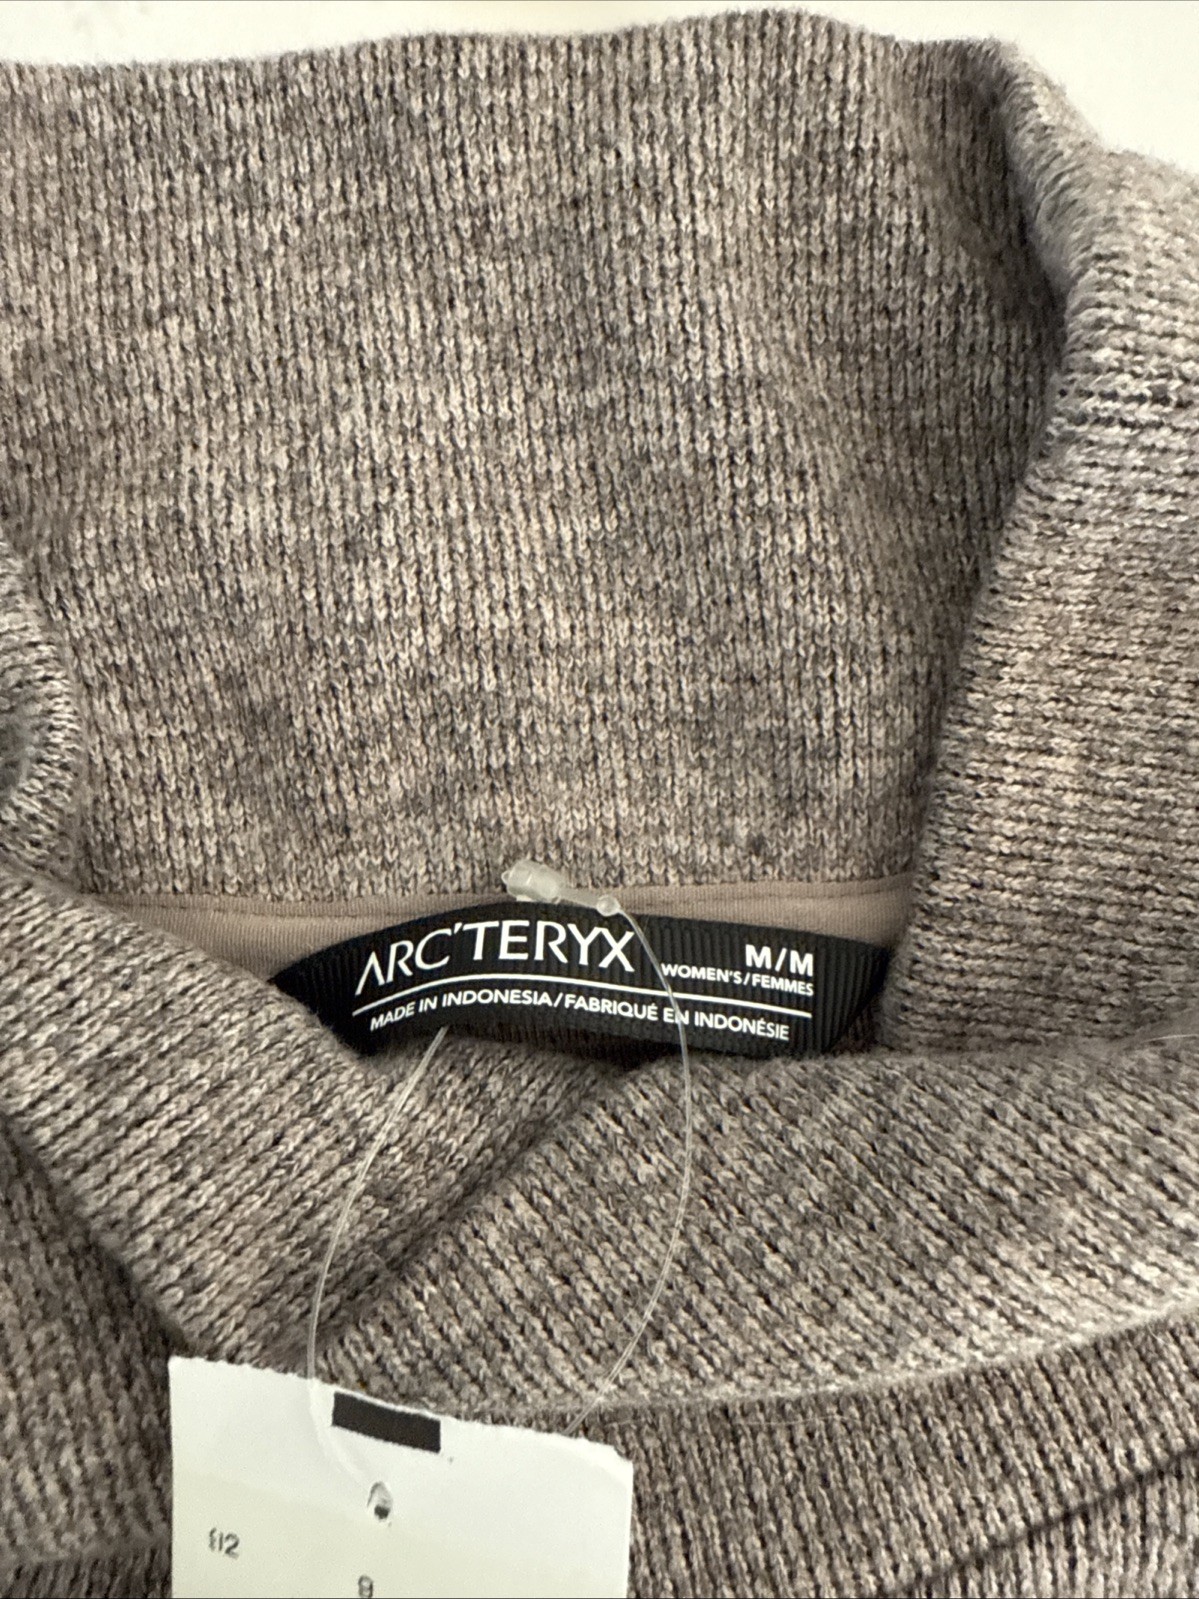 ARC'TERYX
M/M
WOMEN'S/FEMMES
MADE IN INDONESIA/FABRIQUÉ EN INDONÉSIE